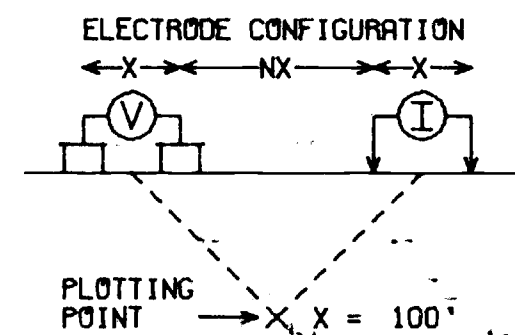 ELECTRODE CONFIGURATION
X NX X
V I
PLOTTING
POINT X X = 100'